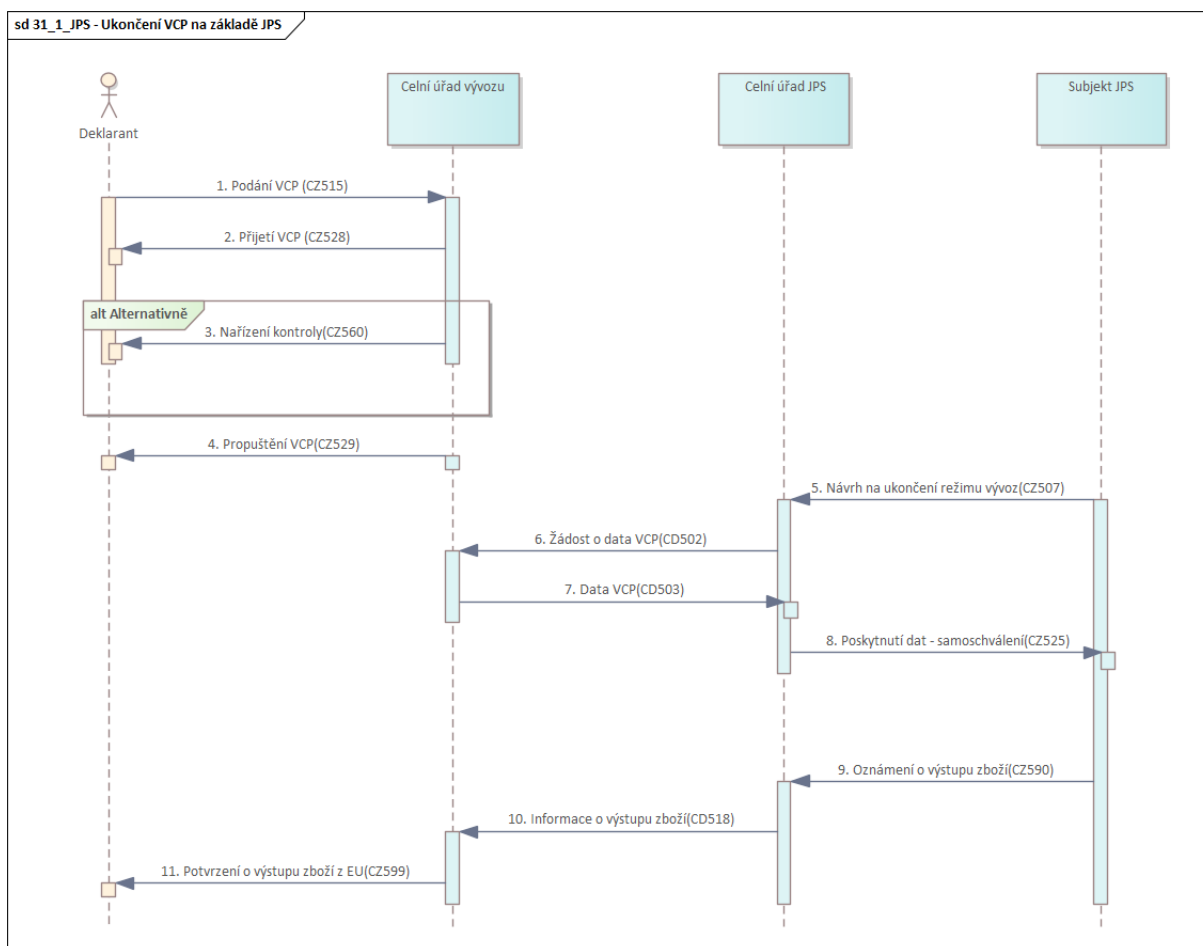 sd 31_1_JPS - Ukončení VCP na základě JPS
Deklarant
Celní úřad vývozu
Celní úřad JPS
Subjekt JPS
1. Podání VCP (CZ515)
2. Přijetí VCP (CZ528)
alt Alternativně
3. Nařízení kontroly(CZ560)
4. Propuštění VCP(CZ529)
5. Návrh na ukončení režimu vývoz(CZ507)
6. Žádost o data VCP(CD502)
7. Data VCP(CD503)
8. Poskytnutí dat - samoschválení(CZ525)
9. Oznámení o výstupu zboží(CZ590)
10. Informace o výstupu zboží(CD518)
11. Potvrzení o výstupu zboží z EU(CZ599)